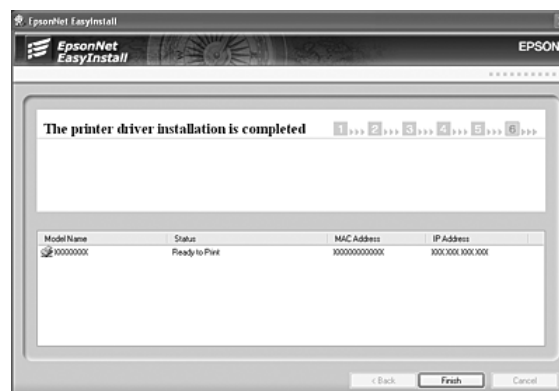 EpsonNet EasyInstall
EpsonNet
EasyInstall
EPSON
The printer driver installation is completed
1 2 3 4 5 6
Model Name Status MAC Address IP Address
XXXXXXXX Ready to Print XXXXXXXXXXXX XXX.XXX.XXX.XXX
< Back Finish Cancel